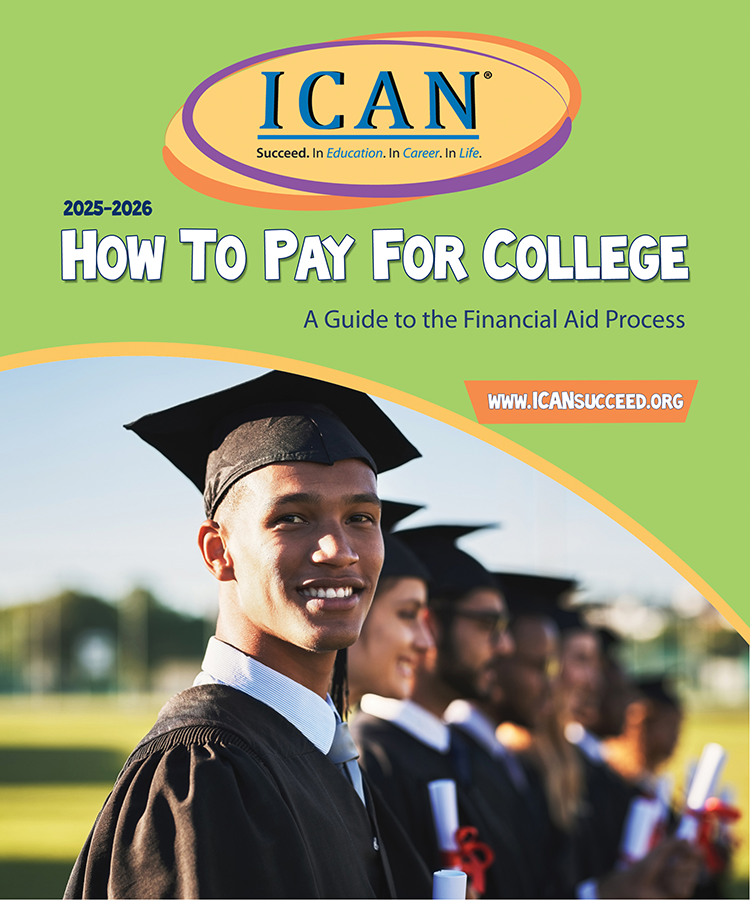 ICAN®
Succeed. In Education. In Career. In Life.
2025-2026
How To Pay For College
A Guide to the Financial Aid Process
www.ICANsucceed.org